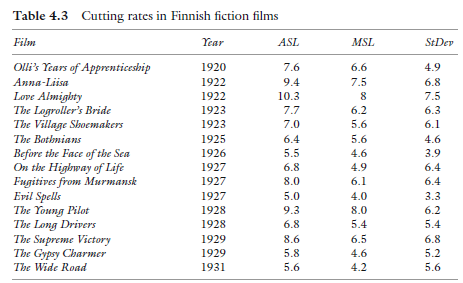 Table 4.3 Cutting rates in Finnish fiction films
Film Year ASL MSL StDev
Olli's Years of Apprenticeship 1920 7.6 6.6 4.9
Anna-Liisa 1922 9.4 7.5 6.8
Love Almighty 1922 10.3 8 7.5
The Logroller's Bride 1923 7.7 6.2 6.3
The Village Shoemakers 1923 7.0 5.6 6.1
The Bothnians 1925 6.4 5.6 4.6
Before the Face of the Sea 1926 5.5 4.6 3.9
On the Highway of Life 1927 6.8 4.9 6.4
Fugitives from Murmansk 1927 8.0 6.1 6.4
Evil Spells 1927 5.0 4.0 3.3
The Young Pilot 1928 9.3 8.0 6.2
The Long Drivers 1928 6.8 5.4 5.4
The Supreme Victory 1929 8.6 6.5 6.8
The Gypsy Charmer 1929 5.8 4.6 5.2
The Wide Road 1931 5.6 4.2 5.6